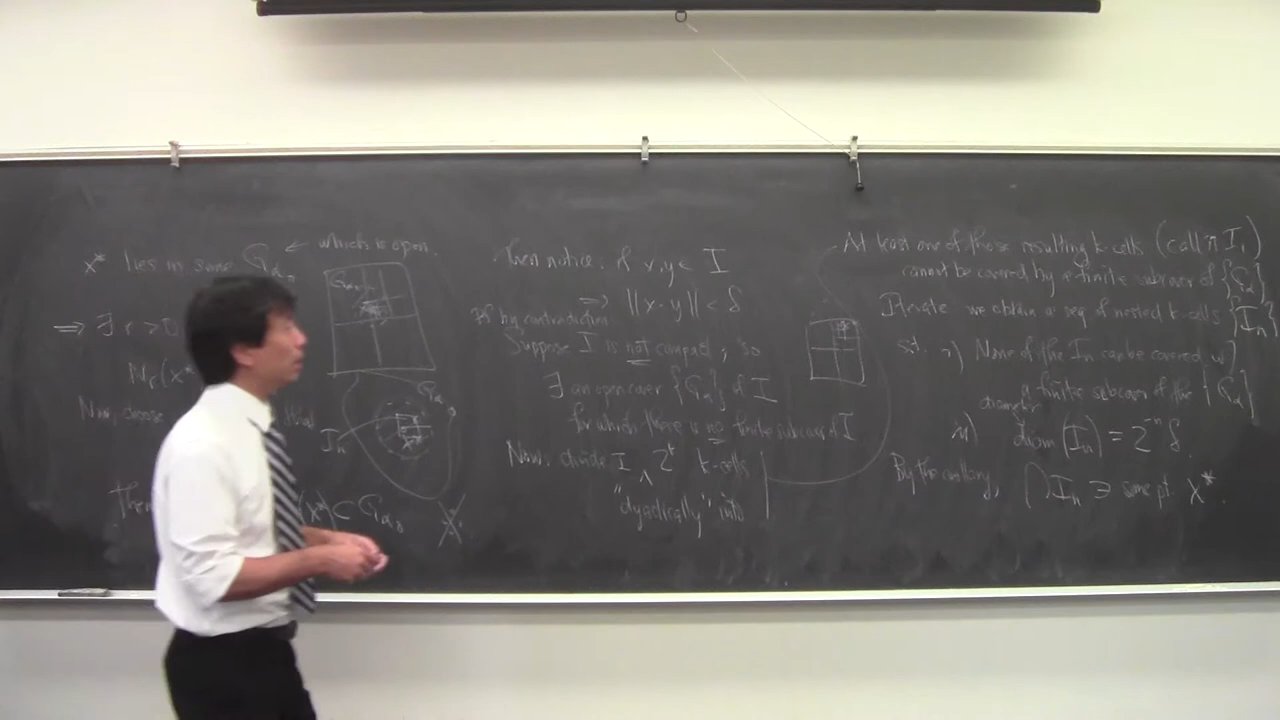 x* lies in some G_α₀ ← which is open.
⇒ ∃ r > 0
N_r(x*
Now, choose
I_n
G_α₀
Then (x*) ⊂ G_α₀
Then notice: if x, y ∈ I
⇒ ||x - y|| < δ
Pf by contradiction:
Suppose I is not compact, so
∃ an open cover {G_α} of I
for which there is no finite subcover of I
Now, divide I ^ 2^k k-cells
"dyadically" into
At least one of those resulting k-cells (call it I₁)
cannot be covered by a finite subcover of {G_α}
Iterate we obtain a seq of nested k-cells {I_n}
s.t. i) None of the I_n can be covered w/
a finite subcover of the {G_α}
diameter
ii) diam (I_n) = 2^-n δ.
By the corollary, ⋂ I_n ∋ some pt. x*.